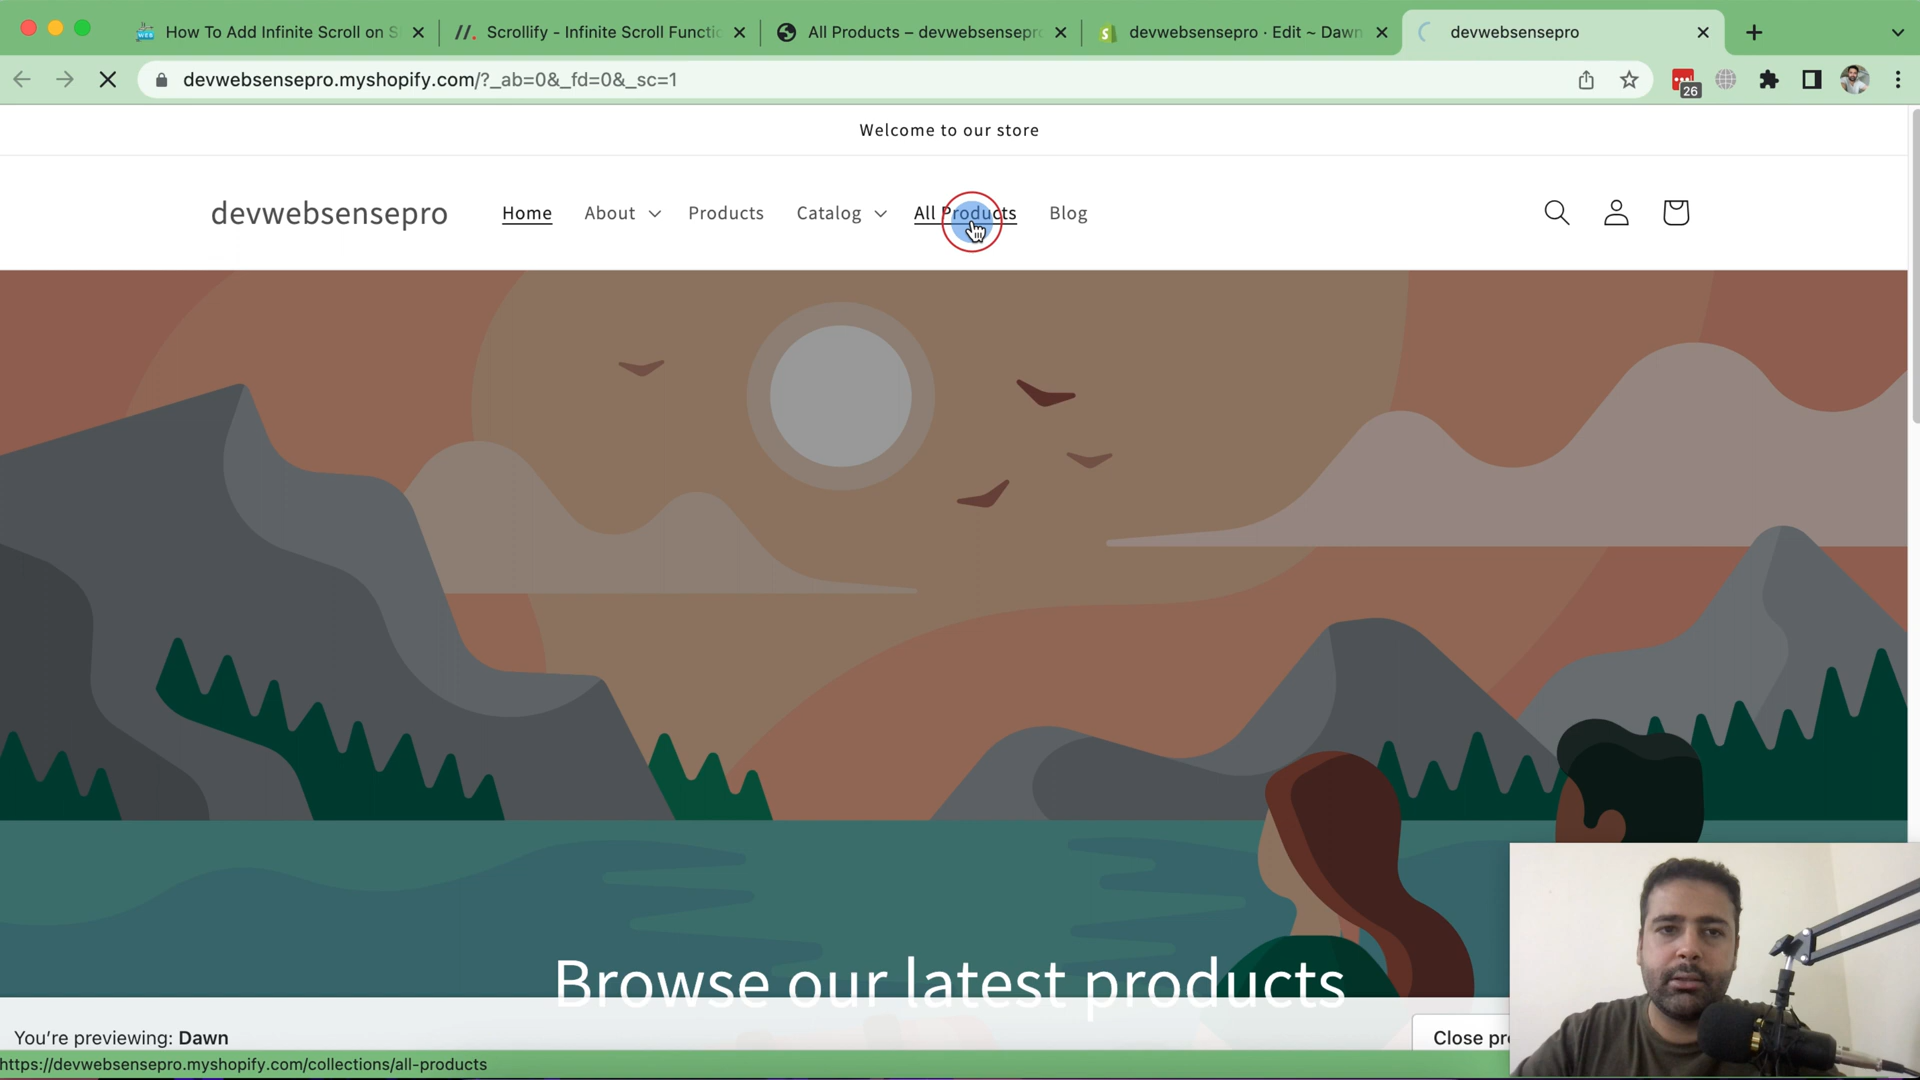 How To Add Infinite Scroll on S
Scrollify - Infinite Scroll Functi
All Products – devwebsensepro
devwebsensepro · Edit ~ Dawn
devwebsensepro
devwebsensepro.myshopify.com/?_ab=0&_fd=0&_sc=1
26
Welcome to our store
devwebsensepro
Home
About
Products
Catalog
All Products
Blog
Browse our latest products
You're previewing: Dawn
Close pre
https://devwebsensepro.myshopify.com/collections/all-products